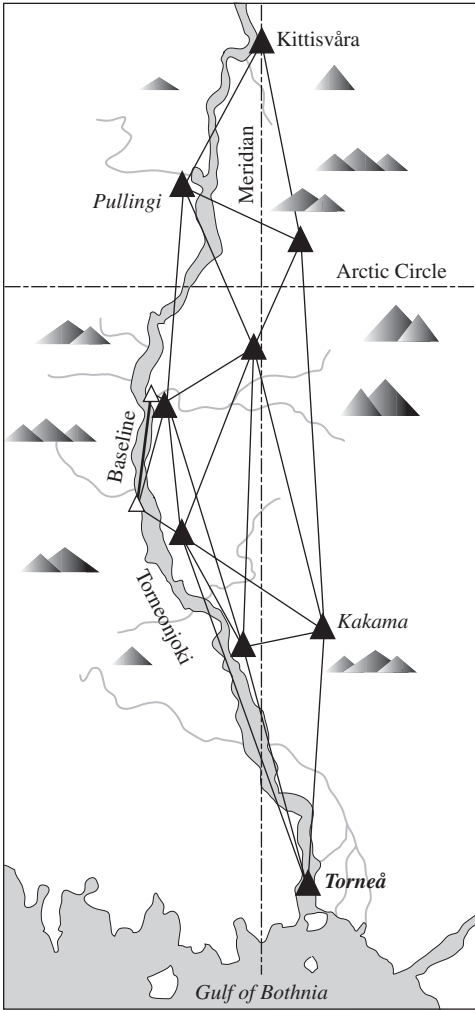 Kittisvåra
Meridian
Pullingi
Arctic Circle
Baseline
Torneonjoki
Kakama
Torneå
Gulf of Bothnia